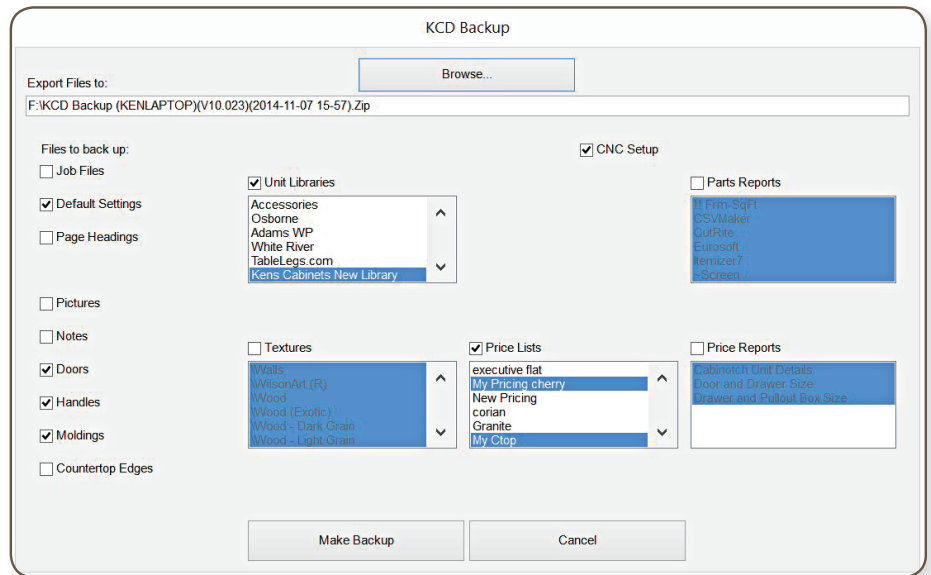 KCD Backup
Browse...
Export Files to:
F:\KCD Backup (KENLAPTOP)(V10.023)(2014-11-07 15-57).Zip
Files to back up:
CNC Setup
Job Files
Default Settings
Page Headings
Pictures
Notes
Doors
Handles
Moldings
Countertop Edges
Unit Libraries
Accessories
Osborne
Adams WP
White River
TableLegs.com
Kens Cabinets New Library
Parts Reports
!! Frm-SqFt
CSVMaker
CutRite
Eurosoft
Itemizer7
~Screen
Textures
\Walls
\WilsonArt (R)
\Wood
\Wood (Exotic)
\Wood - Dark Grain
\Wood - Light Grain
Price Lists
executive flat
My Pricing cherry
New Pricing
corian
Granite
My Ctop
Price Reports
Cabinotch Unit Details
Door and Drawer Size
Drawer and Pullout Box Size
Make Backup
Cancel